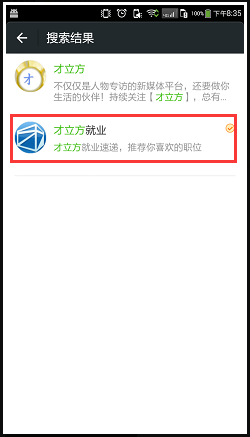 100% 下午8:35
搜索结果
才
才立方
不仅仅是人物专访的新媒体平台，还要做你
生活的伙伴！持续关注【才立方】，总有...
才立方就业
才立方就业速递，推荐你喜欢的职位